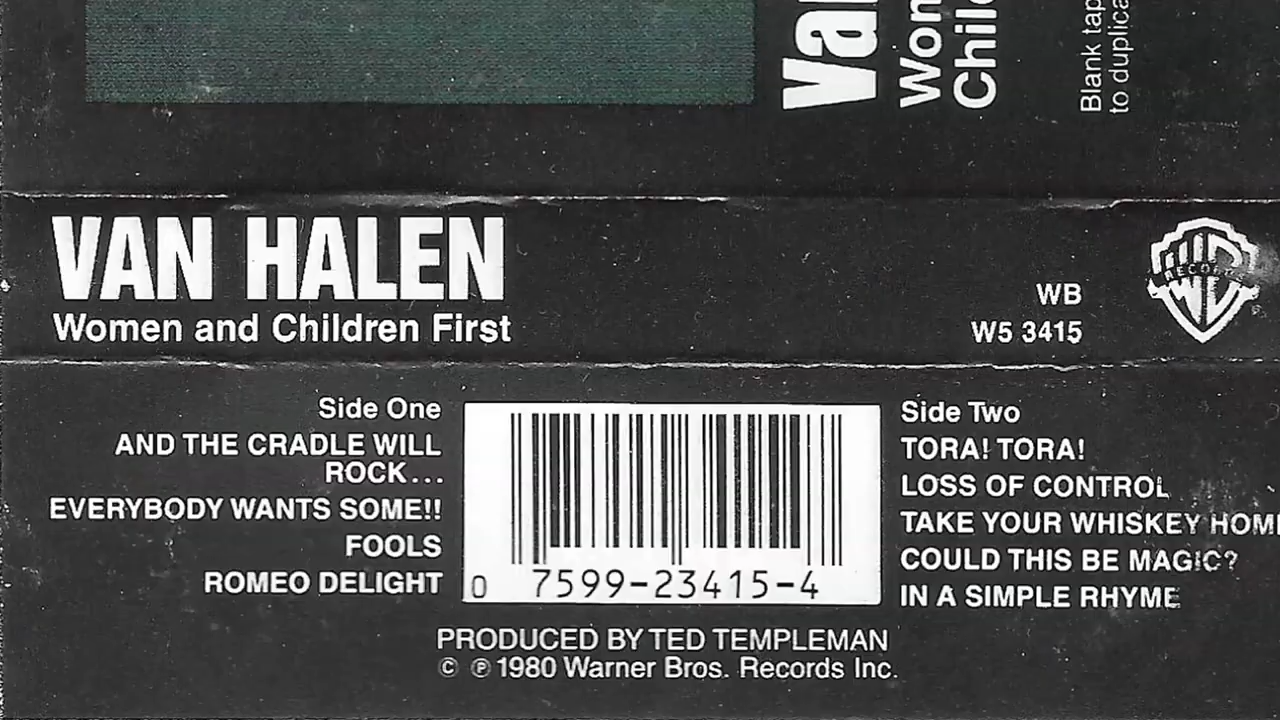 Va
Wom
Chil
Blank tap
to duplica
VAN HALEN
Women and Children First
WB
W5 3415
RECORDS
Side One
AND THE CRADLE WILL
ROCK...
EVERYBODY WANTS SOME!!
FOOLS
ROMEO DELIGHT
0 7599-23415-4
Side Two
TORA! TORA!
LOSS OF CONTROL
TAKE YOUR WHISKEY HOM
COULD THIS BE MAGIC?
IN A SIMPLE RHYME
PRODUCED BY TED TEMPLEMAN
© ℗ 1980 Warner Bros. Records Inc.